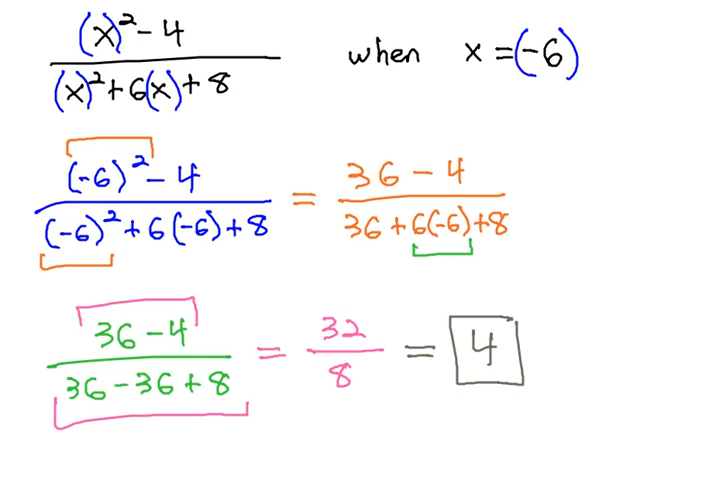 (x)² - 4
(x)² + 6(x) + 8
when x = (-6)
(-6)² - 4
(-6)² + 6(-6) + 8
=
36 - 4
36 + 6(-6) + 8
36 - 4
36 - 36 + 8
=
32
8
=
4